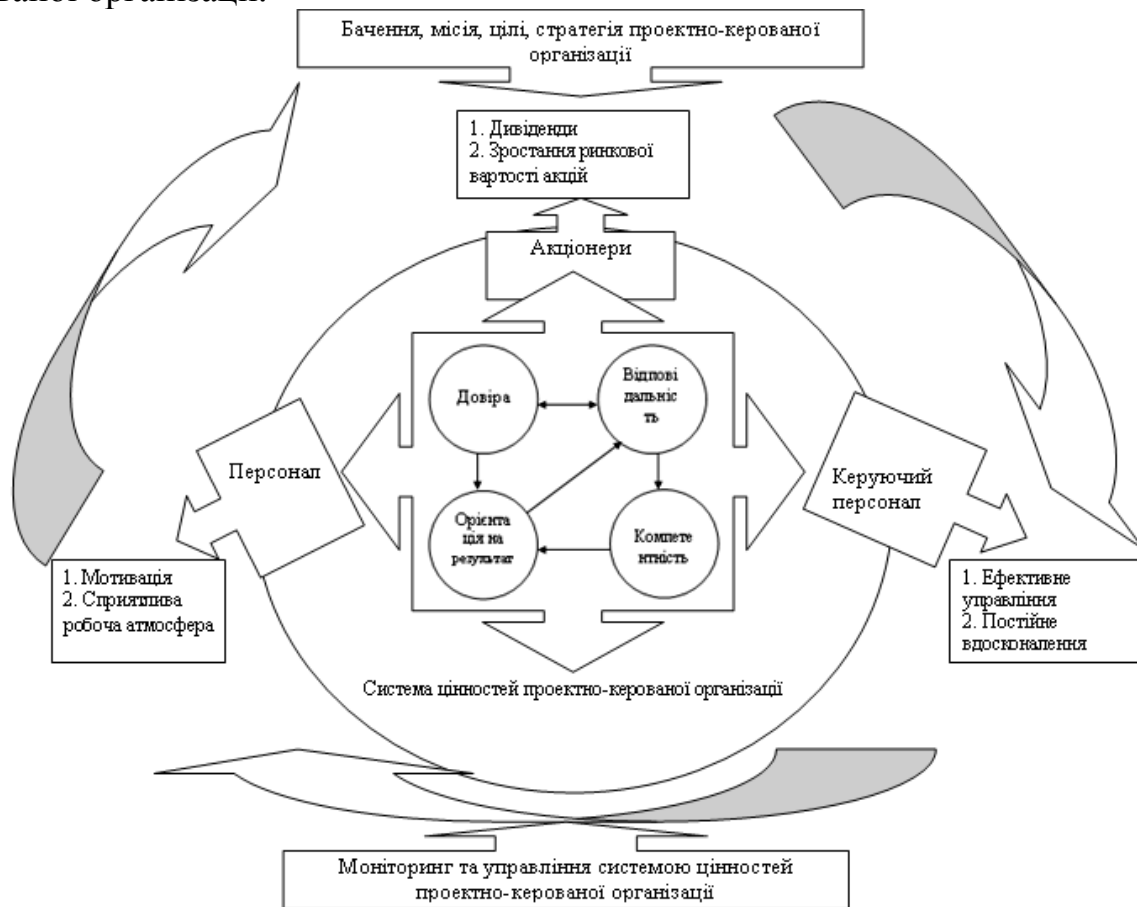 таної організації.
Бачення, місія, цілі, стратегія проектно-керованої
організації
1. Дивіденди
2. Зростання ринкової
вартості акцій
Акціонери
Довіра
Відпові
дальніс
ть
Персонал
Керуючий
персонал
Орієнта
ція на
результат
Компете
нтність
1. Мотивація
2. Сприятлива
робоча атмосфера
1. Ефективне
управління
2. Постійне
вдосконалення
Система цінностей проектно-керованої організації
Моніторинг та управління системою цінностей
проектно-керованої організації